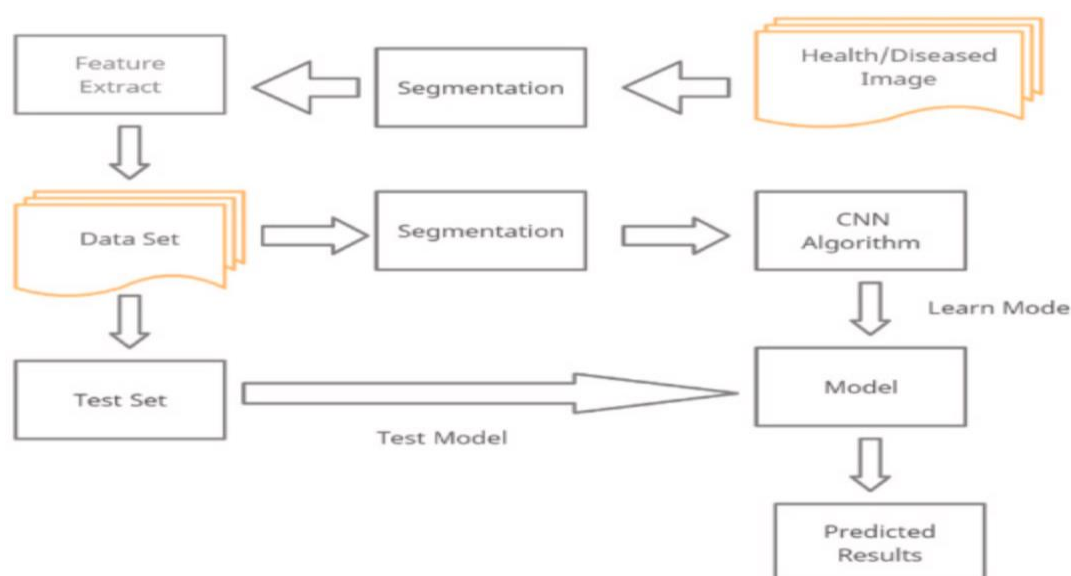 Feature
Extract
Segmentation
Health/Diseased
Image
Data Set
Segmentation
CNN
Algorithm
Learn Mode
Test Set
Test Model
Model
Predicted
Results